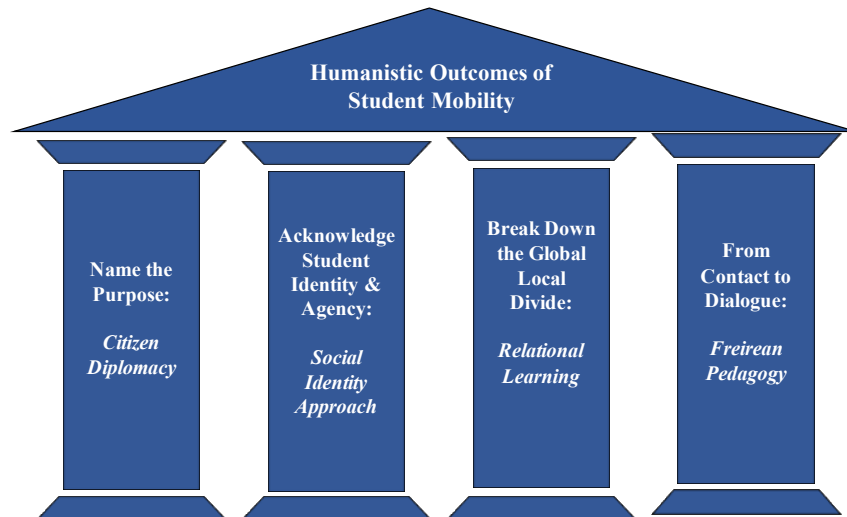 Humanistic Outcomes of
Student Mobility
Name the
Purpose:
Citizen
Diplomacy
Acknowledge
Student
Identity &
Agency:
Social
Identity
Approach
Break Down
the Global
Local
Divide:
Relational
Learning
From
Contact to
Dialogue:
Freirean
Pedagogy